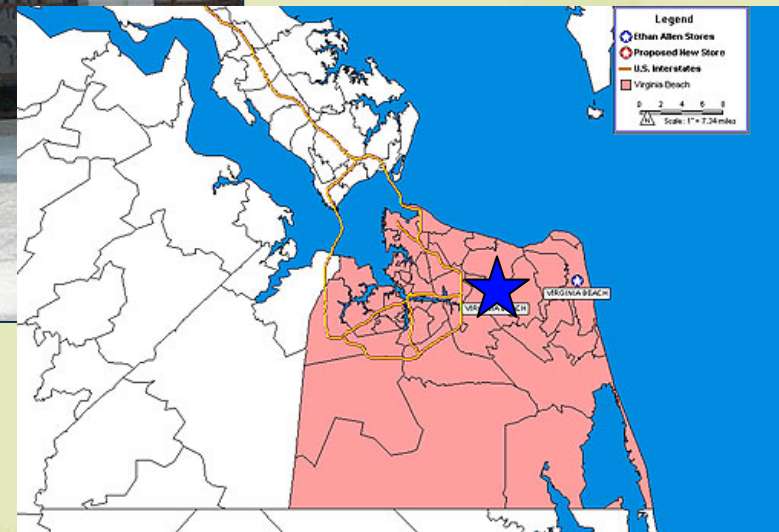 Legend
Ethan Allen Stores
Proposed New Store
U.S. Interstates
Virginia Beach
0 2 4 6 8
N
Scale: 1" = 7.34 miles
VIRGINIA BEACH